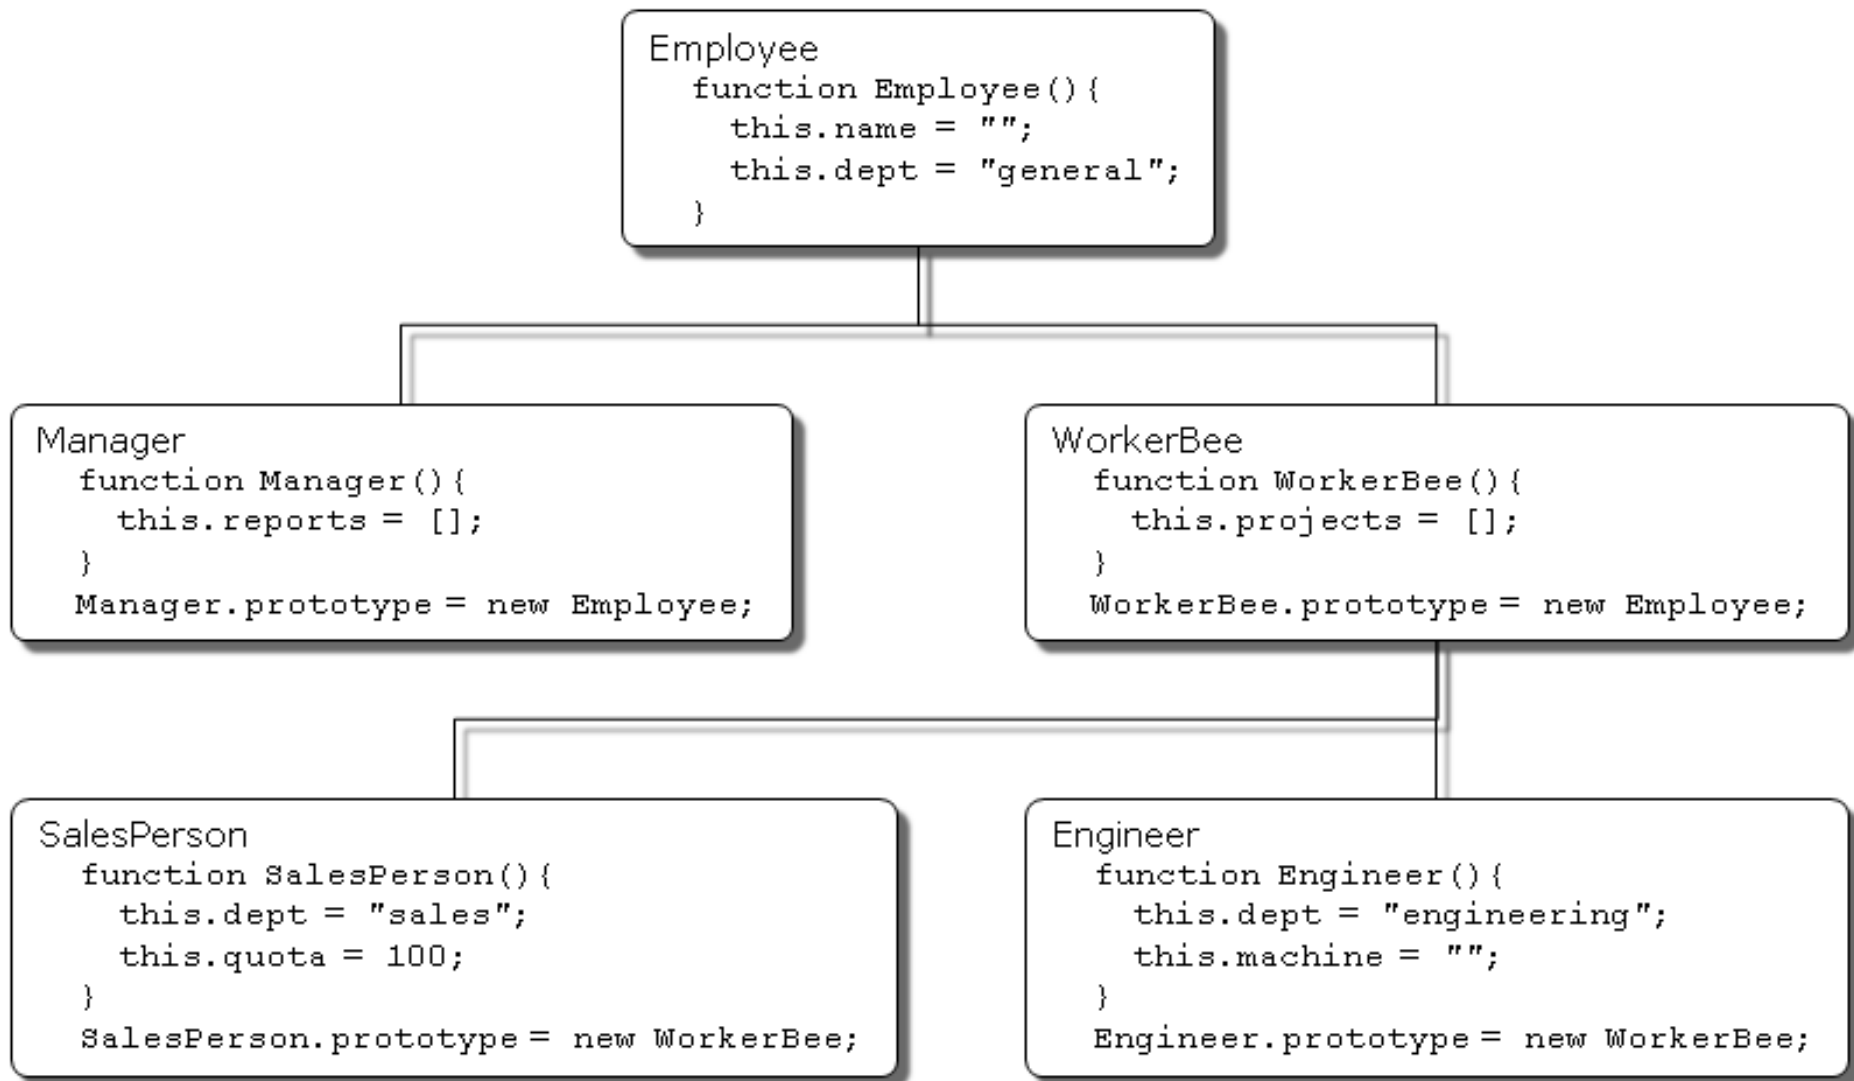 Employee
function Employee(){
this.name = "";
this.dept = "general";
}
Manager
function Manager(){
this.reports = [];
}
Manager.prototype = new Employee;
WorkerBee
function WorkerBee(){
this.projects = [];
}
WorkerBee.prototype = new Employee;
SalesPerson
function SalesPerson(){
this.dept = "sales";
this.quota = 100;
}
SalesPerson.prototype = new WorkerBee;
Engineer
function Engineer(){
this.dept = "engineering";
this.machine = "";
}
Engineer.prototype = new WorkerBee;